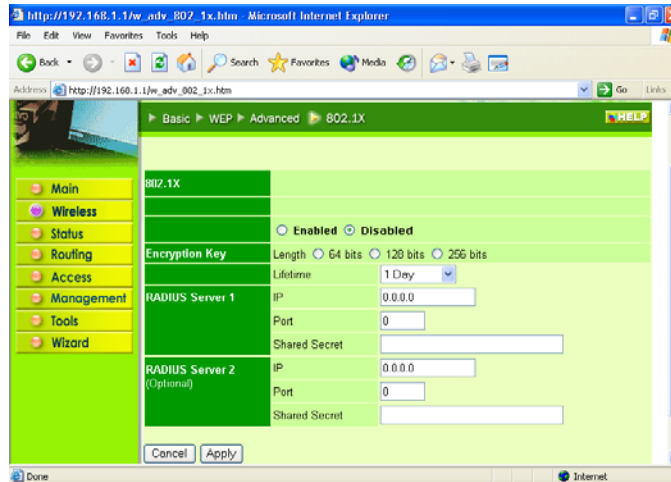 http://192.168.1.1/w_adv_802_1x.htm - Microsoft Internet Explorer
File Edit View Favorites Tools Help
Back Search Favorites Media
Address http://192.168.1.1/w_adv_802_1x.htm Go Links
Basic WEP Advanced 802.1X HELP
Main
Wireless
Status
Routing
Access
Management
Tools
Wizard
802.1X
Enabled Disabled
Encryption Key Length 64 bits 128 bits 256 bits
Lifetime 1 Day
RADIUS Server 1 IP 0.0.0.0
Port 0
Shared Secret
RADIUS Server 2 IP 0.0.0.0
(Optional)
Port 0
Shared Secret
Cancel Apply
Done Internet